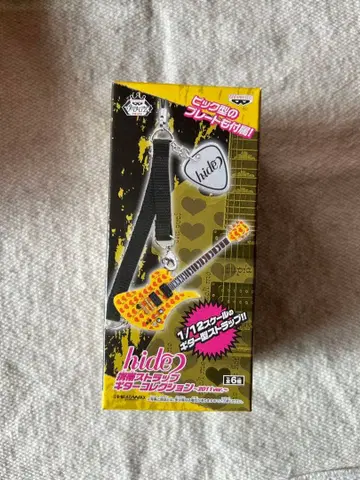 BANPRESTO
ピック型の
プレートも付属!
hide
1/12スケールの
ギター型ストラップ!!
hide
携帯ストラップ
ギターコレクション~2011ver.~
全6種